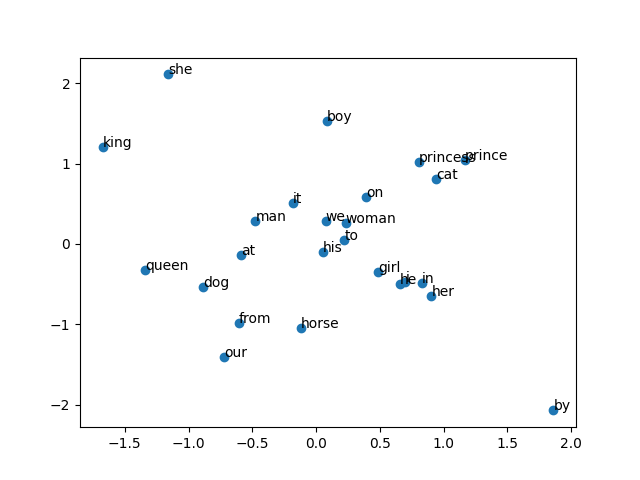 she
2
boy
king
princess
prince
1
cat
on
it
man
we
woman
to
0
his
at
queen
girl
he
i
in
dog
her
from
horse
−1
our
−2
by
−1.5
−1.0
−0.5
0.0
0.5
1.0
1.5
2.0